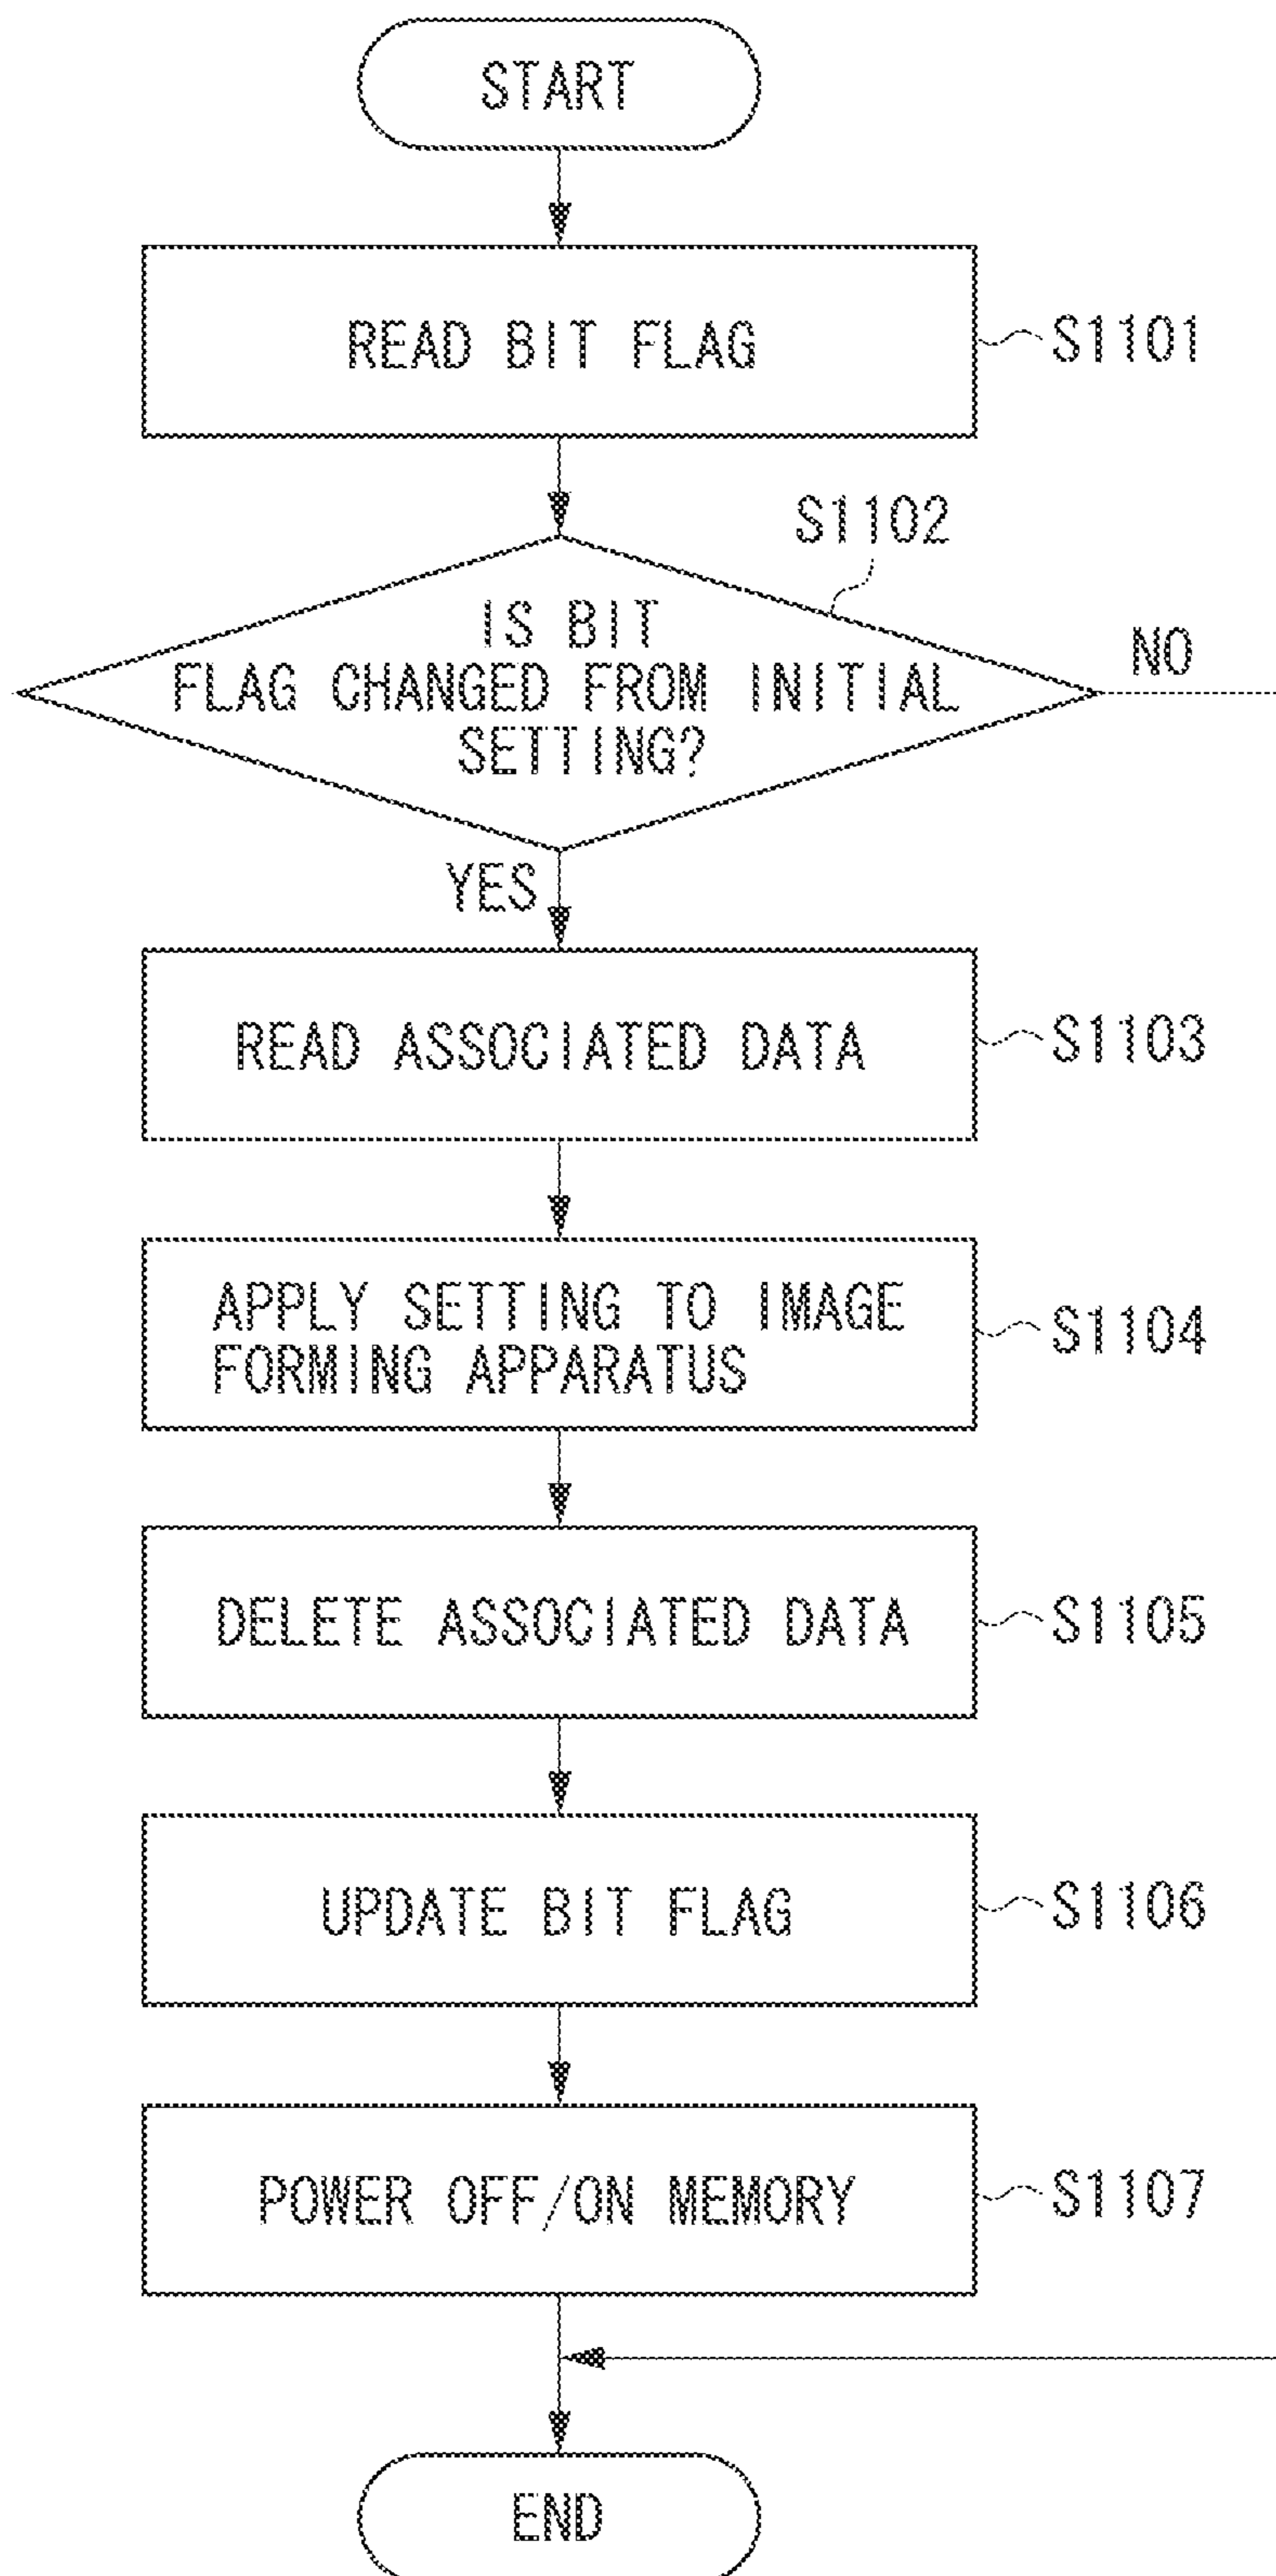 START
READ BIT FLAG
S1101
S1102
IS BIT
FLAG CHANGED FROM INITIAL
SETTING?
NO
YES
READ ASSOCIATED DATA
S1103
APPLY SETTING TO IMAGE
FORMING APPARATUS
S1104
DELETE ASSOCIATED DATA
S1105
UPDATE BIT FLAG
S1106
POWER OFF/ON MEMORY
S1107
END